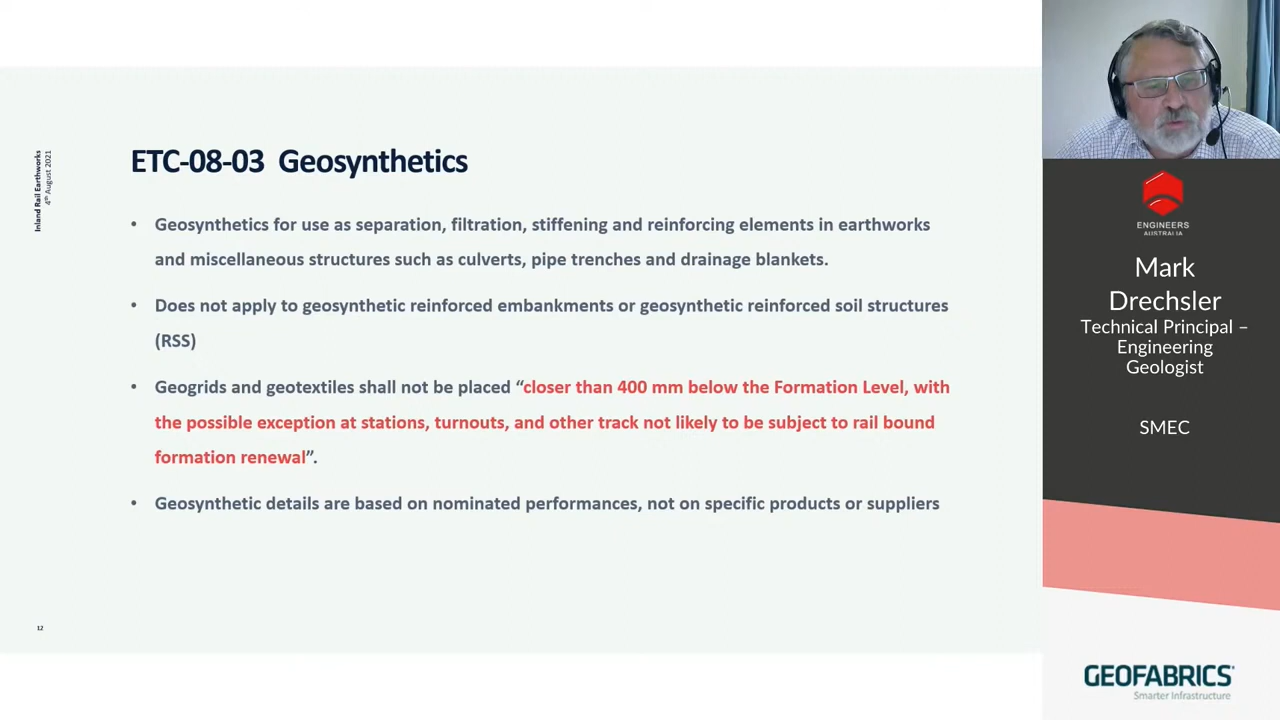 Inland Rail Earthworks
4th August 2021
ETC-08-03 Geosynthetics
• Geosynthetics for use as separation, filtration, stiffening and reinforcing elements in earthworks
and miscellaneous structures such as culverts, pipe trenches and drainage blankets.
• Does not apply to geosynthetic reinforced embankments or geosynthetic reinforced soil structures
(RSS)
• Geogrids and geotextiles shall not be placed “closer than 400 mm below the Formation Level, with
the possible exception at stations, turnouts, and other track not likely to be subject to rail bound
formation renewal”.
• Geosynthetic details are based on nominated performances, not on specific products or suppliers
12
ENGINEERS
AUSTRALIA
Mark
Drechsler
Technical Principal –
Engineering
Geologist
SMEC
GEOFABRICS
Smarter Infrastructure